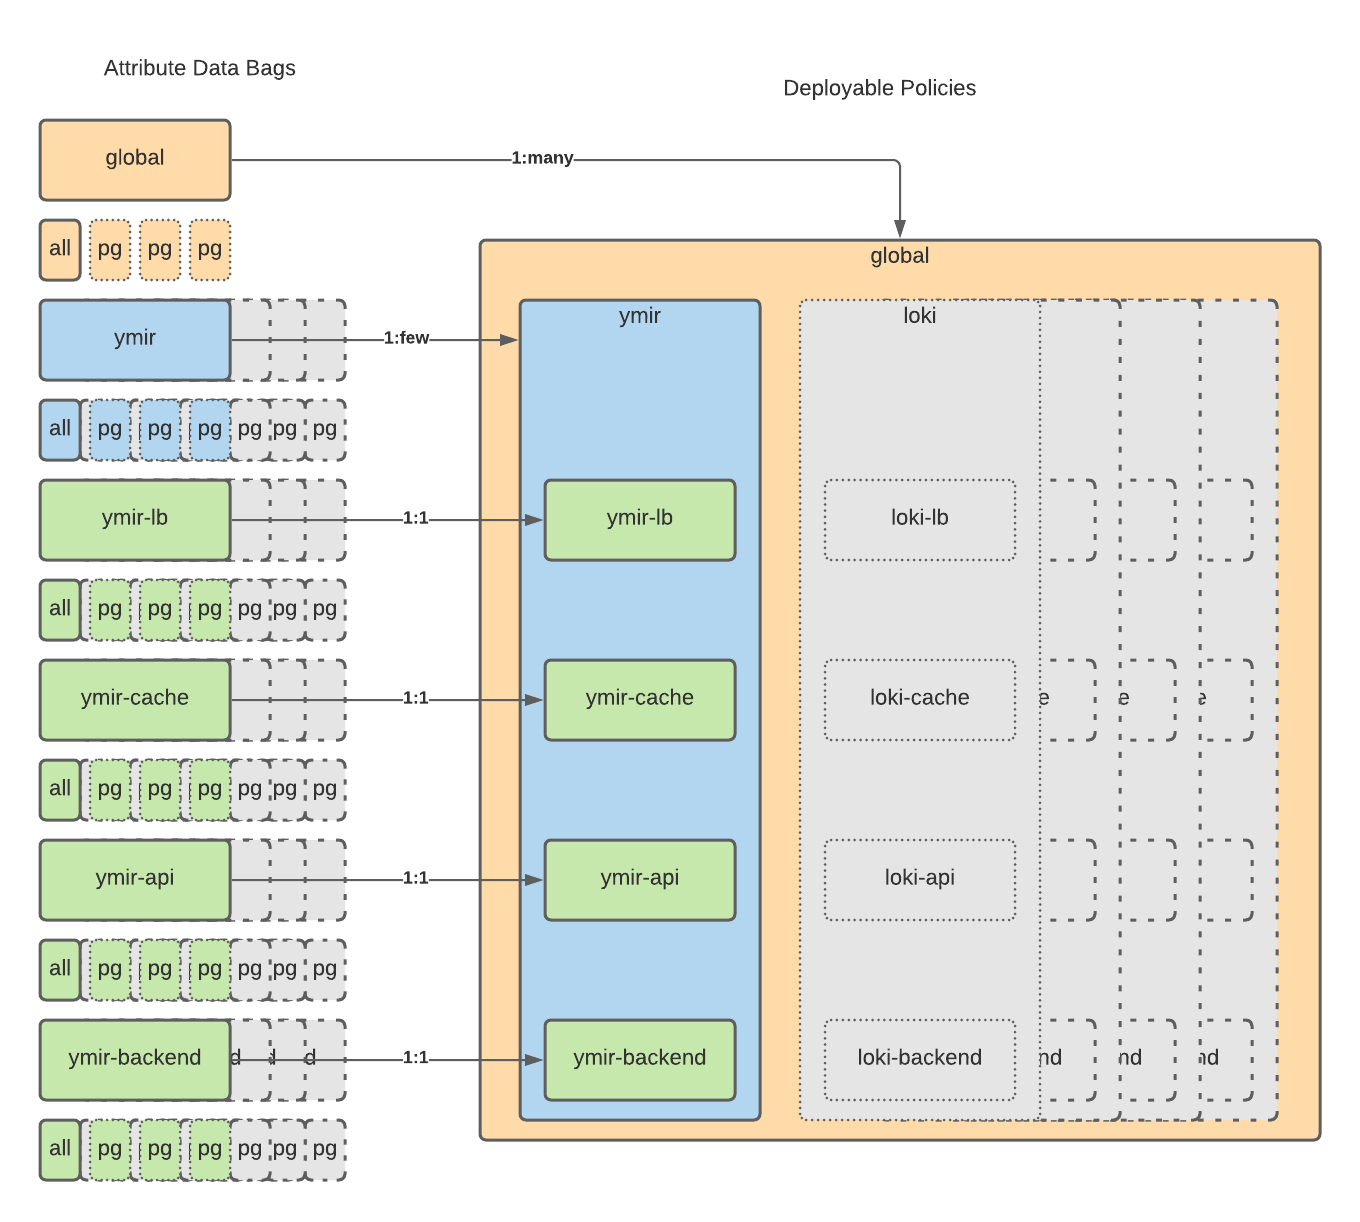 Attribute Data Bags
Deployable Policies
global
1:many
all pg pg pg
global
ymir
1:few
ymir
loki
all pg pg pg pg pg pg
ymir-lb
1:1
ymir-lb
loki-lb
all pg pg pg pg pg pg
ymir-cache
1:1
ymir-cache
loki-cache
e
e
e
all pg pg pg pg pg pg
ymir-api
1:1
ymir-api
loki-api
all pg pg pg pg pg pg
ymir-backend
d
d
d
1:1
ymir-backend
loki-backend
nd
nd
nd
all pg pg pg pg pg pg